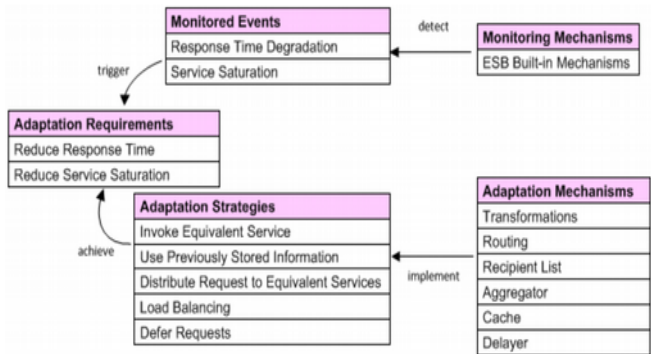 Monitored Events
Response Time Degradation
Service Saturation
detect
Monitoring Mechanisms
ESB Built-in Mechanisms
trigger
Adaptation Requirements
Reduce Response Time
Reduce Service Saturation
achieve
Adaptation Strategies
Invoke Equivalent Service
Use Previously Stored Information
Distribute Request to Equivalent Services
Load Balancing
Defer Requests
implement
Adaptation Mechanisms
Transformations
Routing
Recipient List
Aggregator
Cache
Delayer